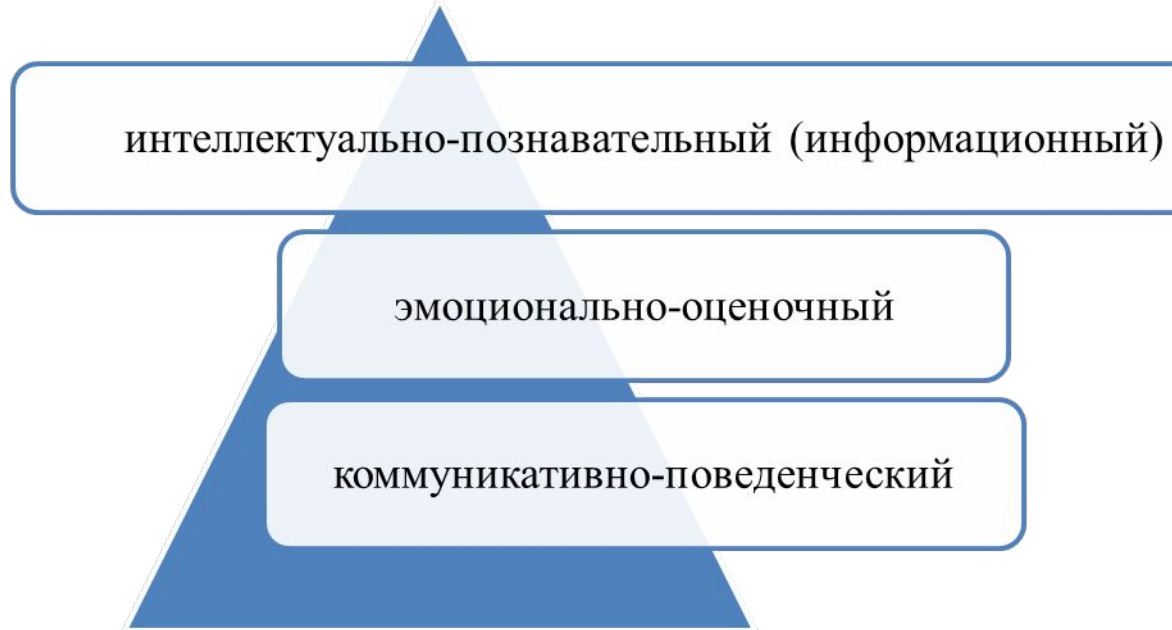 интеллектуально-познавательный (информационный)
эмоционально-оценочный
коммуникативно-поведенческий